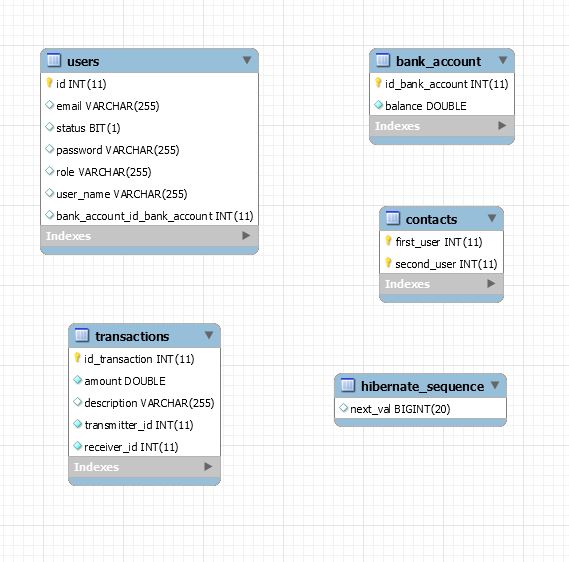 users
id INT(11)
email VARCHAR(255)
status BIT(1)
password VARCHAR(255)
role VARCHAR(255)
user_name VARCHAR(255)
bank_account_id_bank_account INT(11)
Indexes
bank_account
id_bank_account INT(11)
balance DOUBLE
Indexes
contacts
first_user INT(11)
second_user INT(11)
Indexes
transactions
id_transaction INT(11)
amount DOUBLE
description VARCHAR(255)
transmitter_id INT(11)
receiver_id INT(11)
Indexes
hibernate_sequence
next_val BIGINT(20)